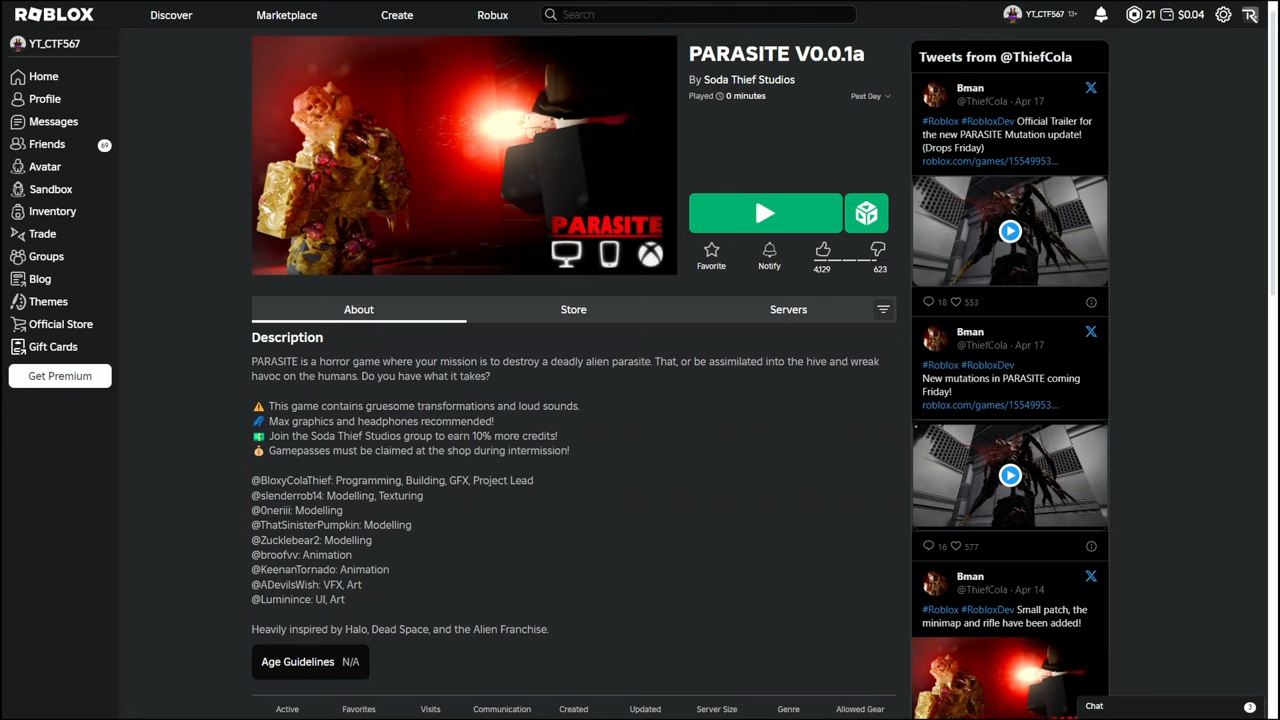 ROBLOX
Discover
Marketplace
Create
Robux
Search
YT_CTF567 13+
21
$0.04
YT_CTF567
Home
Profile
Messages
Friends
69
Avatar
Sandbox
Inventory
Trade
Groups
Blog
Themes
Official Store
Gift Cards
Get Premium
PARASITE
PARASITE V0.0.1a
By Soda Thief Studios
Played 0 minutes
Past Day
Favorite
Notify
4,129
623
About
Store
Servers
Description
PARASITE is a horror game where your mission is to destroy a deadly alien parasite. That, or be assimilated into the hive and wreak
havoc on the humans. Do you have what it takes?
⚠️ This game contains gruesome transformations and loud sounds.
Max graphics and headphones recommended!
💵 Join the Soda Thief Studios group to earn 10% more credits!
💰 Gamepasses must be claimed at the shop during intermission!
@BloxyColaThief: Programming, Building, GFX, Project Lead
@slenderrob14: Modelling, Texturing
@0neriii: Modelling
@ThatSinisterPumpkin: Modelling
@Zucklebear2: Modelling
@broofvv: Animation
@KeenanTornado: Animation
@ADevilsWish: VFX, Art
@Luminince: UI, Art
Heavily inspired by Halo, Dead Space, and the Alien Franchise.
Age Guidelines N/A
Active
Favorites
Visits
Communication
Created
Updated
Server Size
Genre
Allowed Gear
Tweets from @ThiefCola
Bman
@ThiefCola · Apr 17
#Roblox #RobloxDev Official Trailer for
the new PARASITE Mutation update!
(Drops Friday)
roblox.com/games/15549953...
18 553
Bman
@ThiefCola · Apr 17
#Roblox #RobloxDev
New mutations in PARASITE coming
Friday!
roblox.com/games/15549953...
16 577
Bman
@ThiefCola · Apr 14
#Roblox #RobloxDev Small patch, the
minimap and rifle have been added!
Chat
3